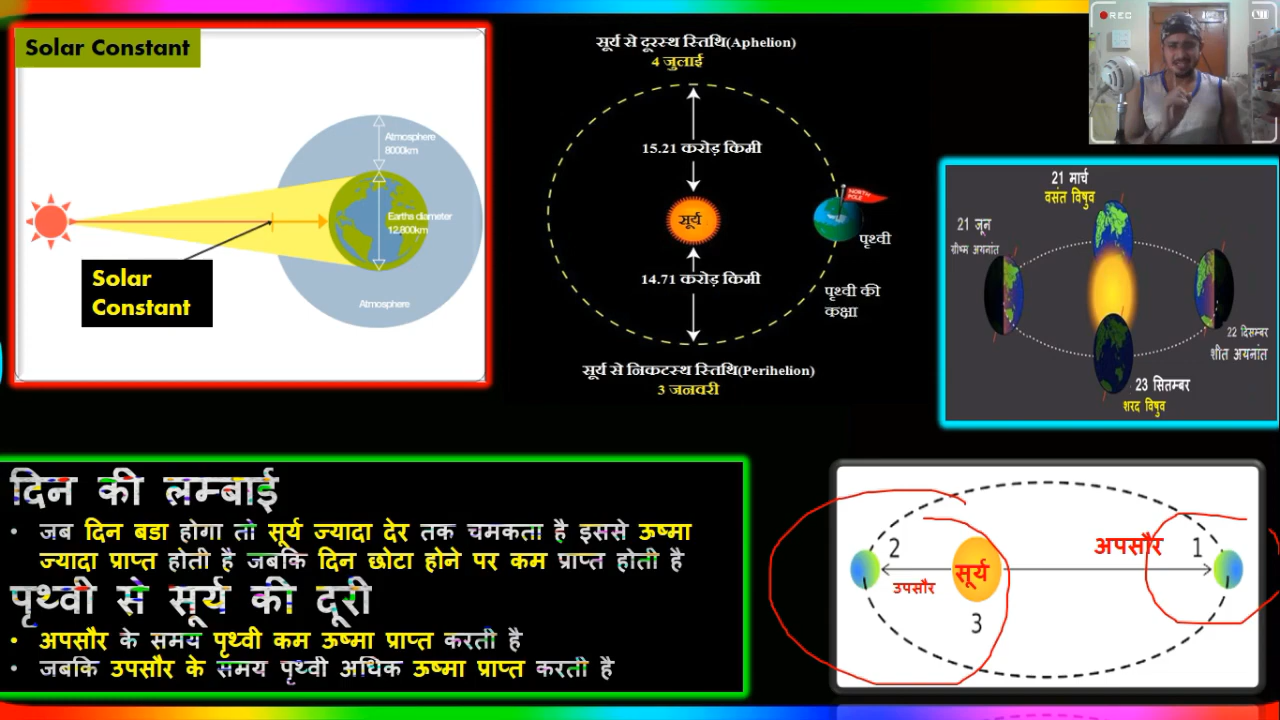 Solar Constant
Atmosphere
8000km
Earths diameter
12.800km
Solar
Constant
Atmosphere
सूर्य से दूरस्थ स्तिथि(Aphelion)
4 जुलाई
15.21 करोड़ किमी
सूर्य
NORTH
POLE
पृथ्वी
14.71 करोड़ किमी
पृथ्वी की
कक्षा
सूर्य से निकटस्थ स्तिथि(Perihelion)
3 जनवरी
REC
21 मार्च
वसंत विषुव
21 जून
ग्रीष्म अयनांत
22 दिसम्बर
शीत अयनांत
23 सितम्बर
शरद विषुव
दिन की लम्बाई
• जब दिन बडा होगा तो सूर्य ज्यादा देर तक चमकता है इससे ऊष्मा
ज्यादा प्राप्त होती है जबकि दिन छोटा होने पर कम प्राप्त होती है
पृथ्वी से सूर्य की दूरी
• अपसौर के समय पृथ्वी कम ऊष्मा प्राप्त करती है
• जबकि उपसौर के समय पृथ्वी अधिक ऊष्मा प्राप्त करती है
2
अपसौर
1
उपसौर
सूर्य
3